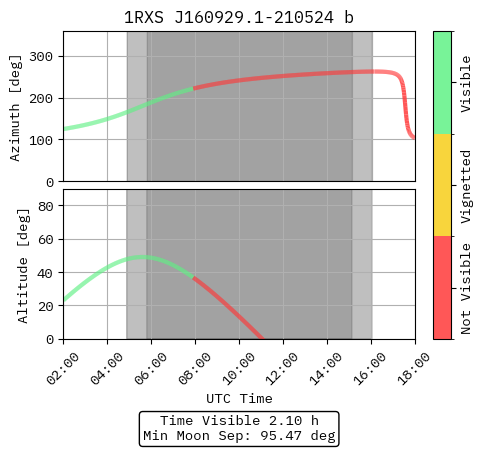 1RXS J160929.1-210524 b
Azimuth [deg]
300
200
100
0
Altitude [deg]
80
60
40
20
0
02:00
04:00
06:00
08:00
10:00
12:00
14:00
16:00
18:00
UTC Time
Visible
Vignetted
Not Visible
Time Visible 2.10 h
Min Moon Sep: 95.47 deg